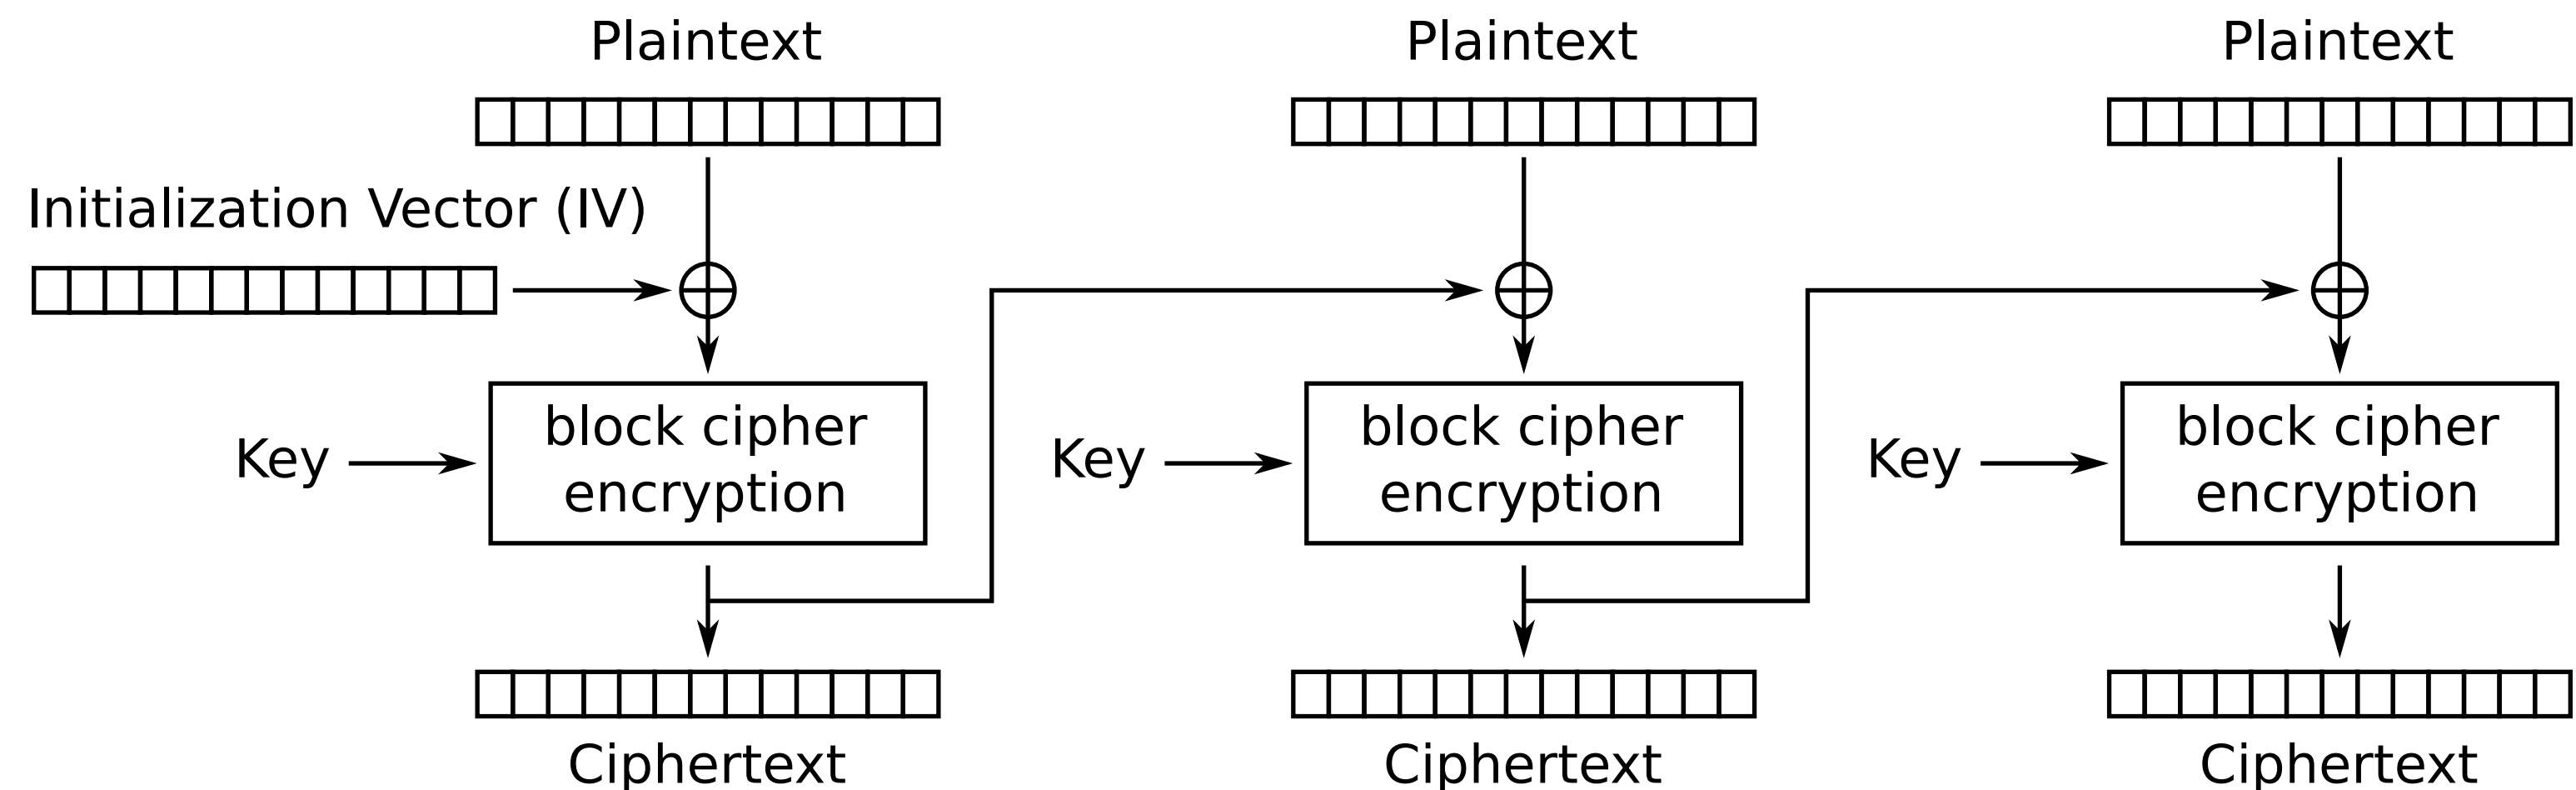 Plaintext
Plaintext
Plaintext
Initialization Vector (IV)
Key
block cipher
encryption
Key
block cipher
encryption
Key
block cipher
encryption
Ciphertext
Ciphertext
Ciphertext